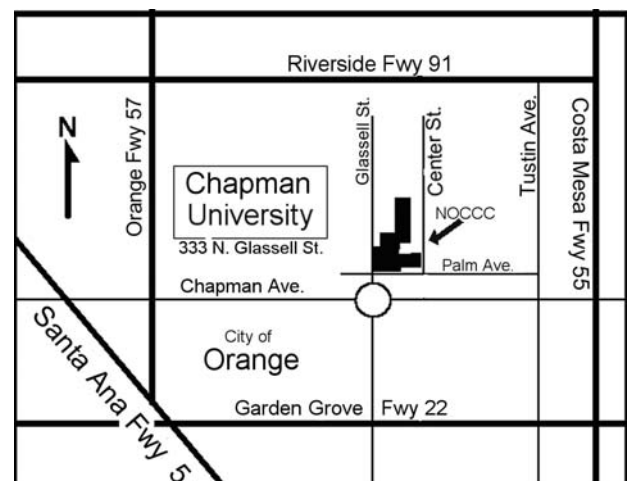 Riverside Fwy 91
Orange Fwy 57
N
Glassell St.
Center St.
Tustin Ave.
Costa Mesa Fwy 55
Chapman
University
333 N. Glassell St.
NOCCC
Palm Ave.
Chapman Ave.
City of
Orange
Santa Ana Fwy 5
Garden Grove Fwy 22